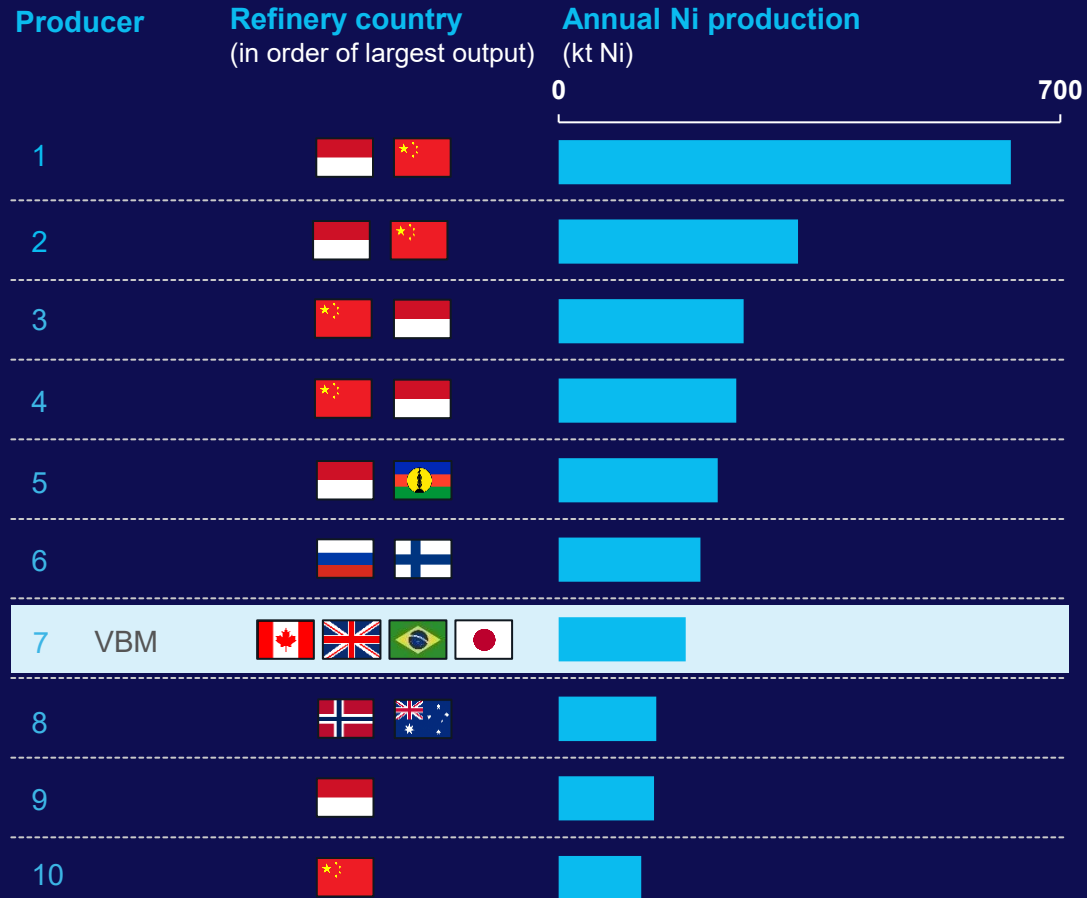 Producer
Refinery country
(in order of largest output)
Annual Ni production
(kt Ni)
0 700
1
2
3
4
5
6
7 VBM
8
9
10